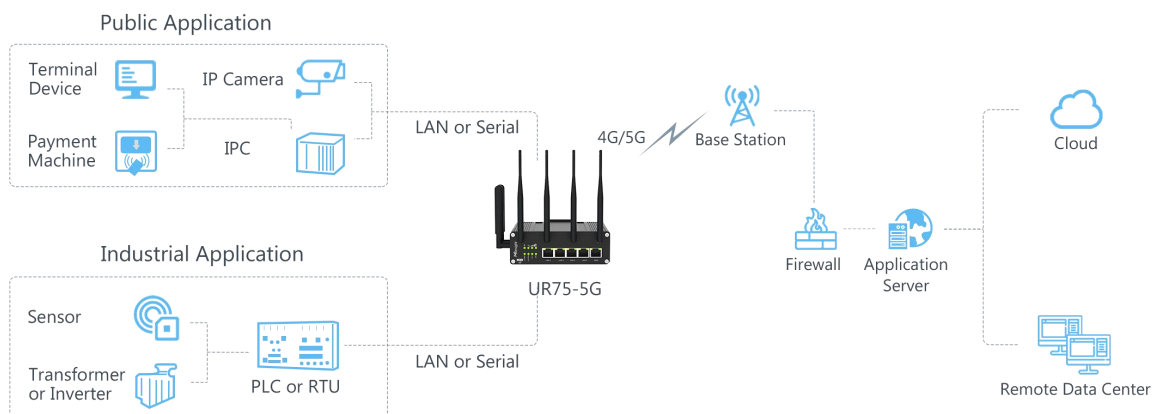 Public Application
Terminal
Device
IP Camera
Payment
Machine
IPC
LAN or Serial
4G/5G
Base Station
Cloud
UR75-5G
Firewall
Application
Server
Industrial Application
Sensor
Transformer
or Inverter
PLC or RTU
LAN or Serial
Remote Data Center